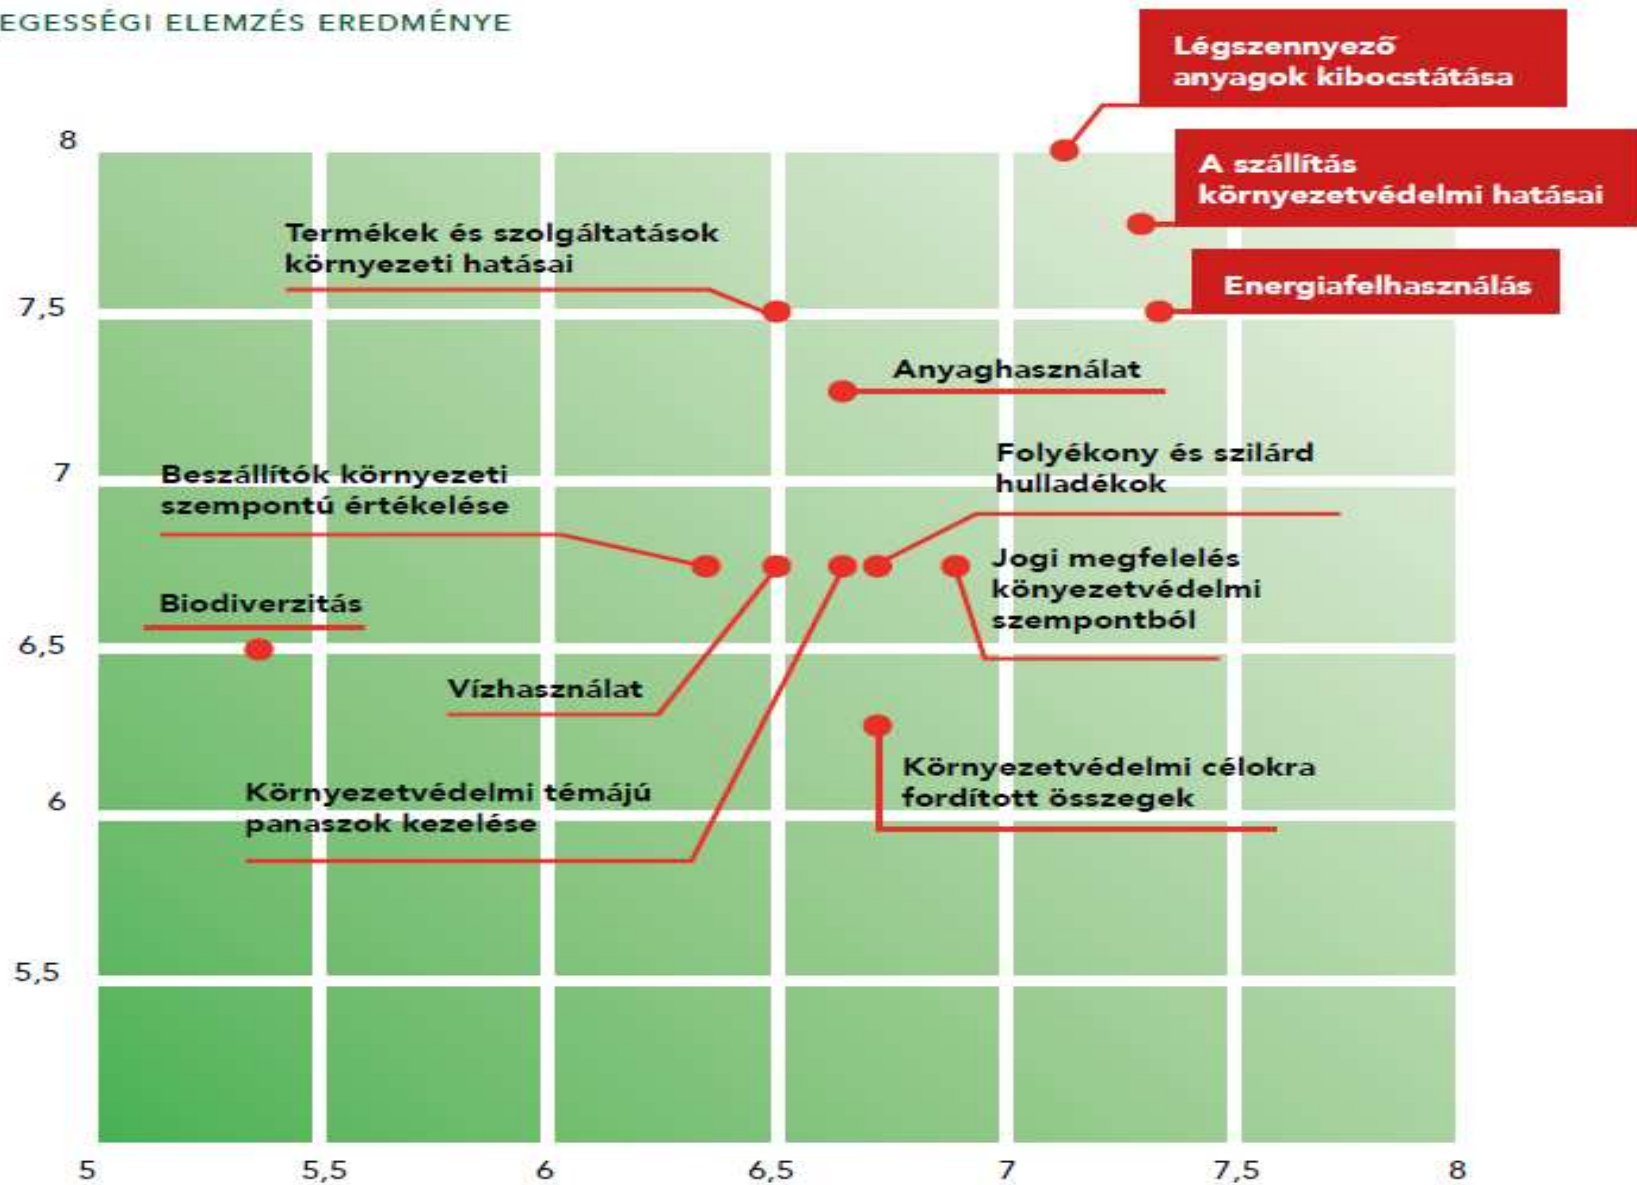 EGESSÉGI ELEMZÉS EREDMÉNYE
Légszennyező
anyagok kibocstátása
8
A szállítás
környezetvédelmi hatásai
Termékek és szolgáltatások
környezeti hatásai
Energiafelhasználás
7,5
Anyaghasználat
Folyékony és szilárd
hulladékok
7
Beszállítók környezeti
szempontú értékelése
Jogi megfelelés
könyezetvédelmi
szempontból
Biodiverzitás
6,5
Vízhasználat
Környezetvédelmi célokra
fordított összegek
6
Környezetvédelmi témájú
panaszok kezelése
5,5
5 5,5 6 6,5 7 7,5 8